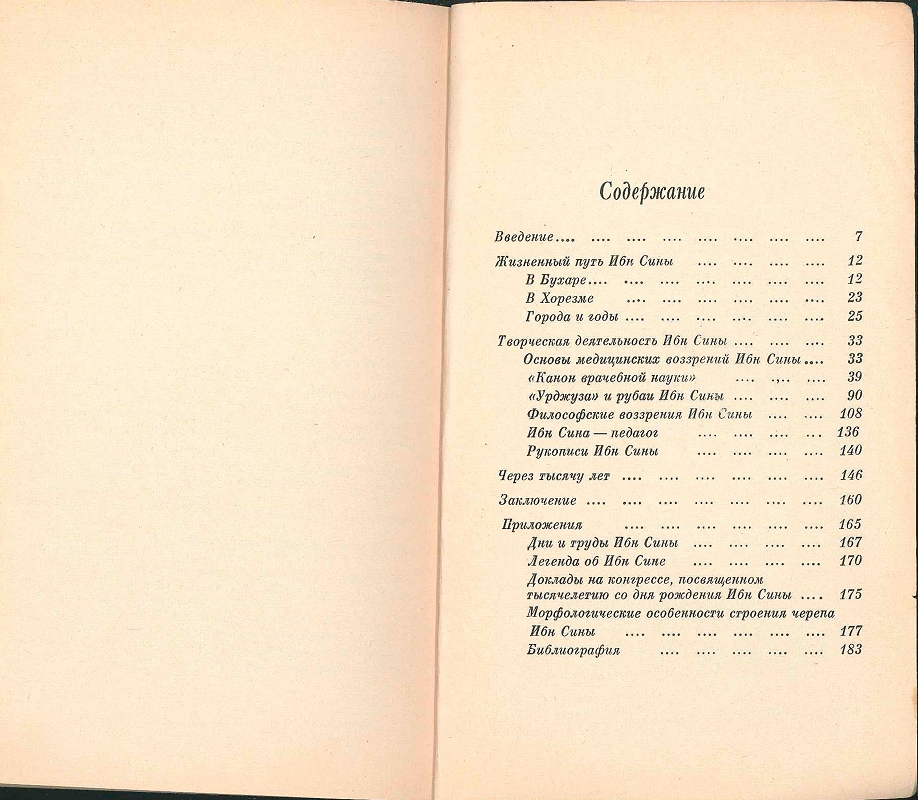 Содержание
Введение.... .... .... .... .... .... .... .... 7
Жизненный путь Ибн Сины .... .... .... .... 12
В Бухаре.... .... .... .... .... .... .... 12
В Хорезме .... .... .... .... .... .... 23
Города и годы .... .... .... .... .... .... 25
Творческая деятельность Ибн Сины .... .... .... 33
Основы медицинских воззрений Ибн Сины.... 33
«Канон врачебной науки» .... .... .... 39
«Урджуза» и рубаи Ибн Сины .... .... .... 90
Философские воззрения Ибн Сины .... .... 108
Ибн Сина — педагог .... .... .... ... 136
Рукописи Ибн Сины .... .... .... .... 140
Через тысячу лет .... .... .... .... .... .... 146
Заключение .... .... .... .... .... .... .... 160
Приложения .... .... .... .... .... .... 165
Дни и труды Ибн Сины .... .... .... .... 167
Легенда об Ибн Сине .... .... .... .... 170
Доклады на конгрессе, посвященном
тысячелетию со дня рождения Ибн Сины .... 175
Морфологические особенности строения черепа
Ибн Сины .... .... .... .... .... .... 177
Библиография .... .... .... .... .... 183